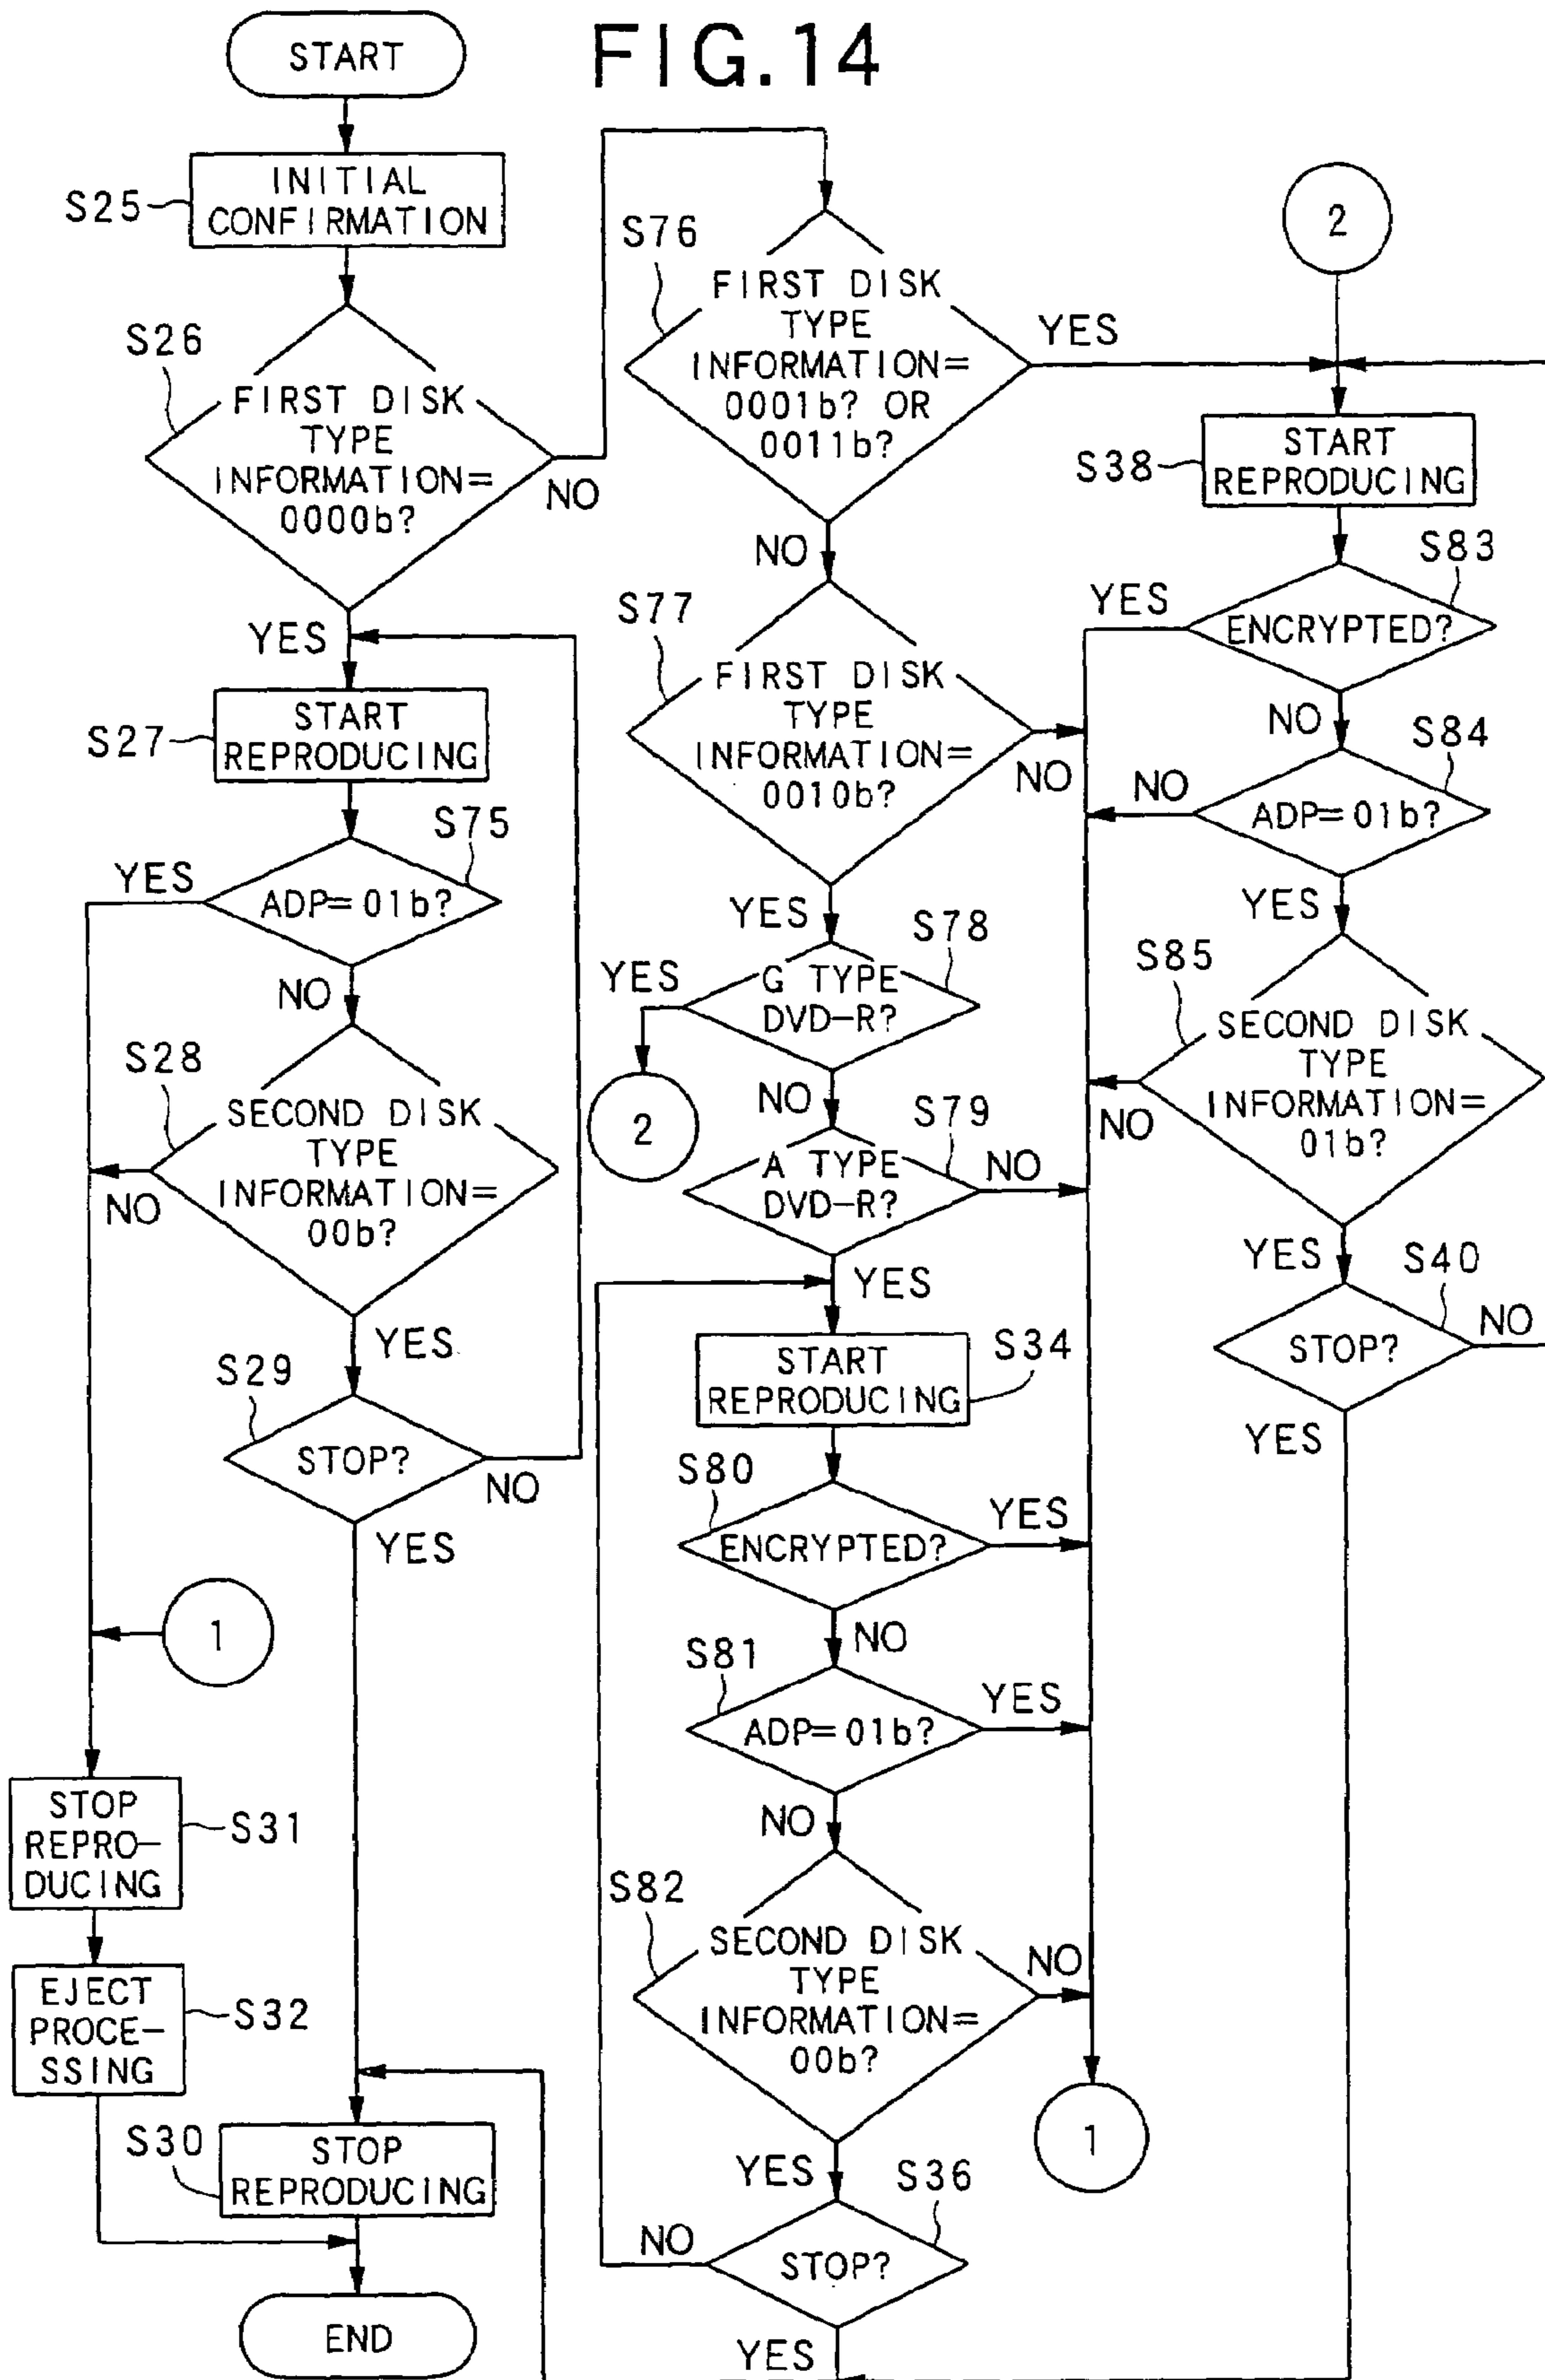 FIG.14
START
S25
INITIAL
CONFIRMATION
S26
FIRST DISK
TYPE
INFORMATION=
0000b?
NO
YES
S27
START
REPRODUCING
S75
YES
ADP=01b?
NO
S28
SECOND DISK
TYPE
INFORMATION=
00b?
NO
YES
S29
STOP?
NO
YES
1
STOP
REPRO-
DUCING
S31
EJECT
PROCE-
SSING
S32
S30
STOP
REPRODUCING
END
S76
FIRST DISK
TYPE
INFORMATION=
0001b? OR
0011b?
YES
NO
S77
FIRST DISK
TYPE
INFORMATION=
0010b?
NO
YES
S78
YES
G TYPE
DVD-R?
2
NO
S79
A TYPE
DVD-R?
NO
YES
START
REPRODUCING
S34
S80
ENCRYPTED?
YES
NO
S81
ADP=01b?
YES
NO
S82
SECOND DISK
TYPE
INFORMATION=
00b?
NO
1
YES
S36
NO
STOP?
YES
2
S38
START
REPRODUCING
S83
YES
ENCRYPTED?
NO
S84
NO
ADP=01b?
YES
S85
SECOND DISK
TYPE
INFORMATION=
01b?
NO
YES
S40
STOP?
NO
YES